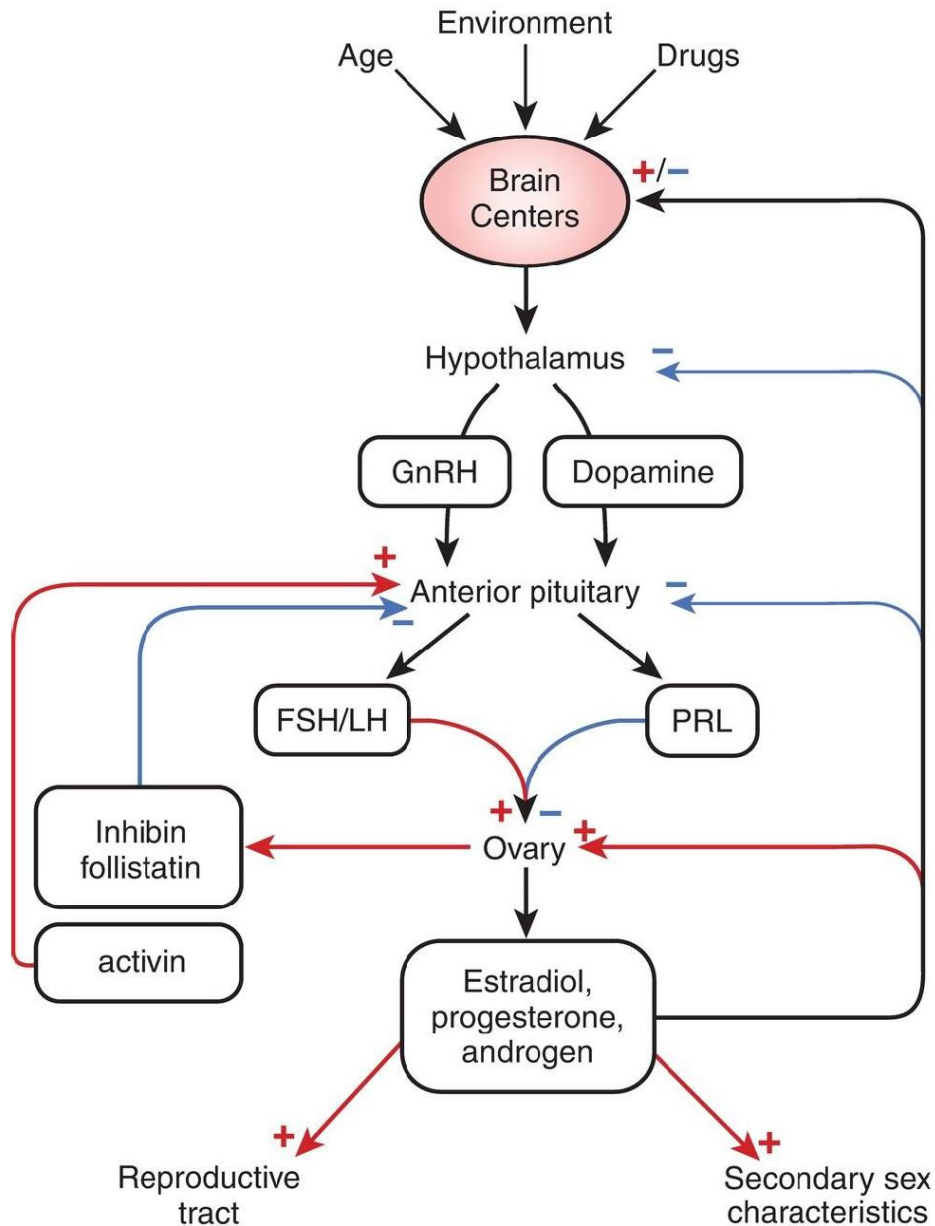 Environment
Age
Drugs
Brain
Centers
+/−
Hypothalamus
−
GnRH
Dopamine
+
Anterior pituitary
−
−
FSH/LH
PRL
+
−
+
Inhibin
follistatin
Ovary
activin
Estradiol,
progesterone,
androgen
+
+
Reproductive
tract
Secondary sex
characteristics